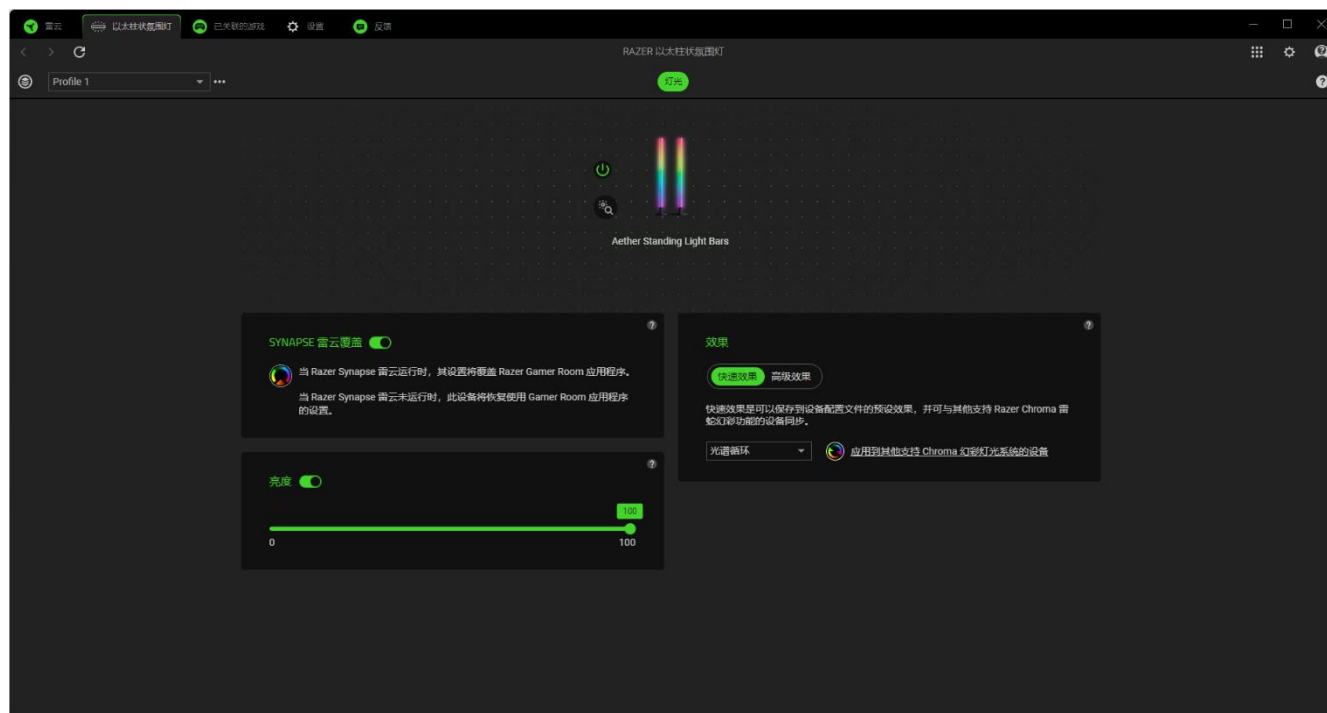 雷云 以太柱状氛围灯 已关联的游戏 设置 反馈
RAZER 以太柱状氛围灯
Profile 1
灯光
Aether Standing Light Bars
SYNAPSE 雷云覆盖
当 Razer Synapse 雷云运行时，其设置将覆盖 Razer Gamer Room 应用程序。
当 Razer Synapse 雷云未运行时，此设备将恢复使用 Gamer Room 应用程序
的设置。
亮度
100
0 100
效果
快速效果 高级效果
快速效果是可以保存到设备配置文件的预设效果，并可与其他支持 Razer Chroma 雷
蛇幻彩功能的设备同步。
光谱循环 应用到其他支持 Chroma 幻彩灯光系统的设备